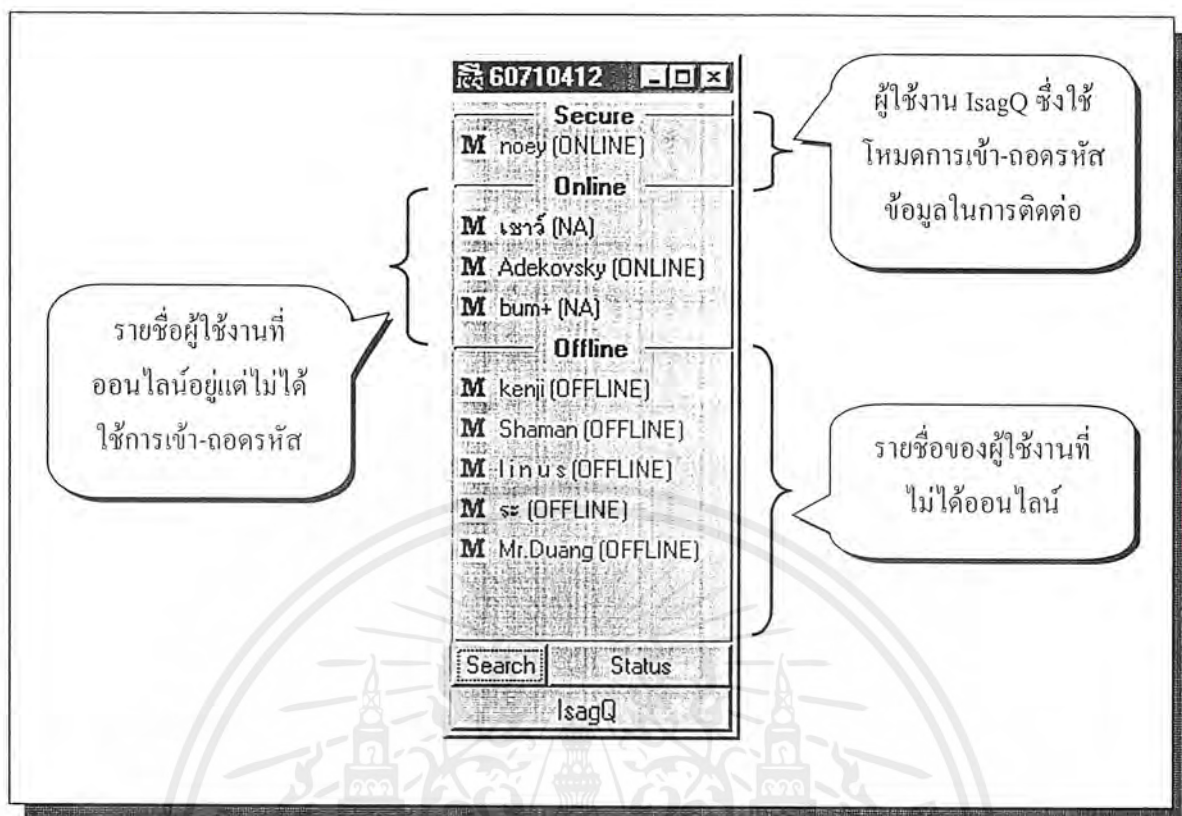 60710412
Secure
M noey (ONLINE)
Online
M เชาว์ (NA)
M Adekovsky (ONLINE)
M bum+ (NA)
Offline
M kenji (OFFLINE)
M Shaman (OFFLINE)
M l i n u s (OFFLINE)
M ระ (OFFLINE)
M Mr.Duang (OFFLINE)
Search Status
IsagQ
ผู้ใช้งาน IsagQ ซึ่งใช้
โหมดการเข้า-ถอดรหัส
ข้อมูลในการติดต่อ
รายชื่อผู้ใช้งานที่
ออนไลน์อยู่แต่ไม่ได้
ใช้การเข้า-ถอดรหัส
รายชื่อของผู้ใช้งานที่
ไม่ได้ออนไลน์